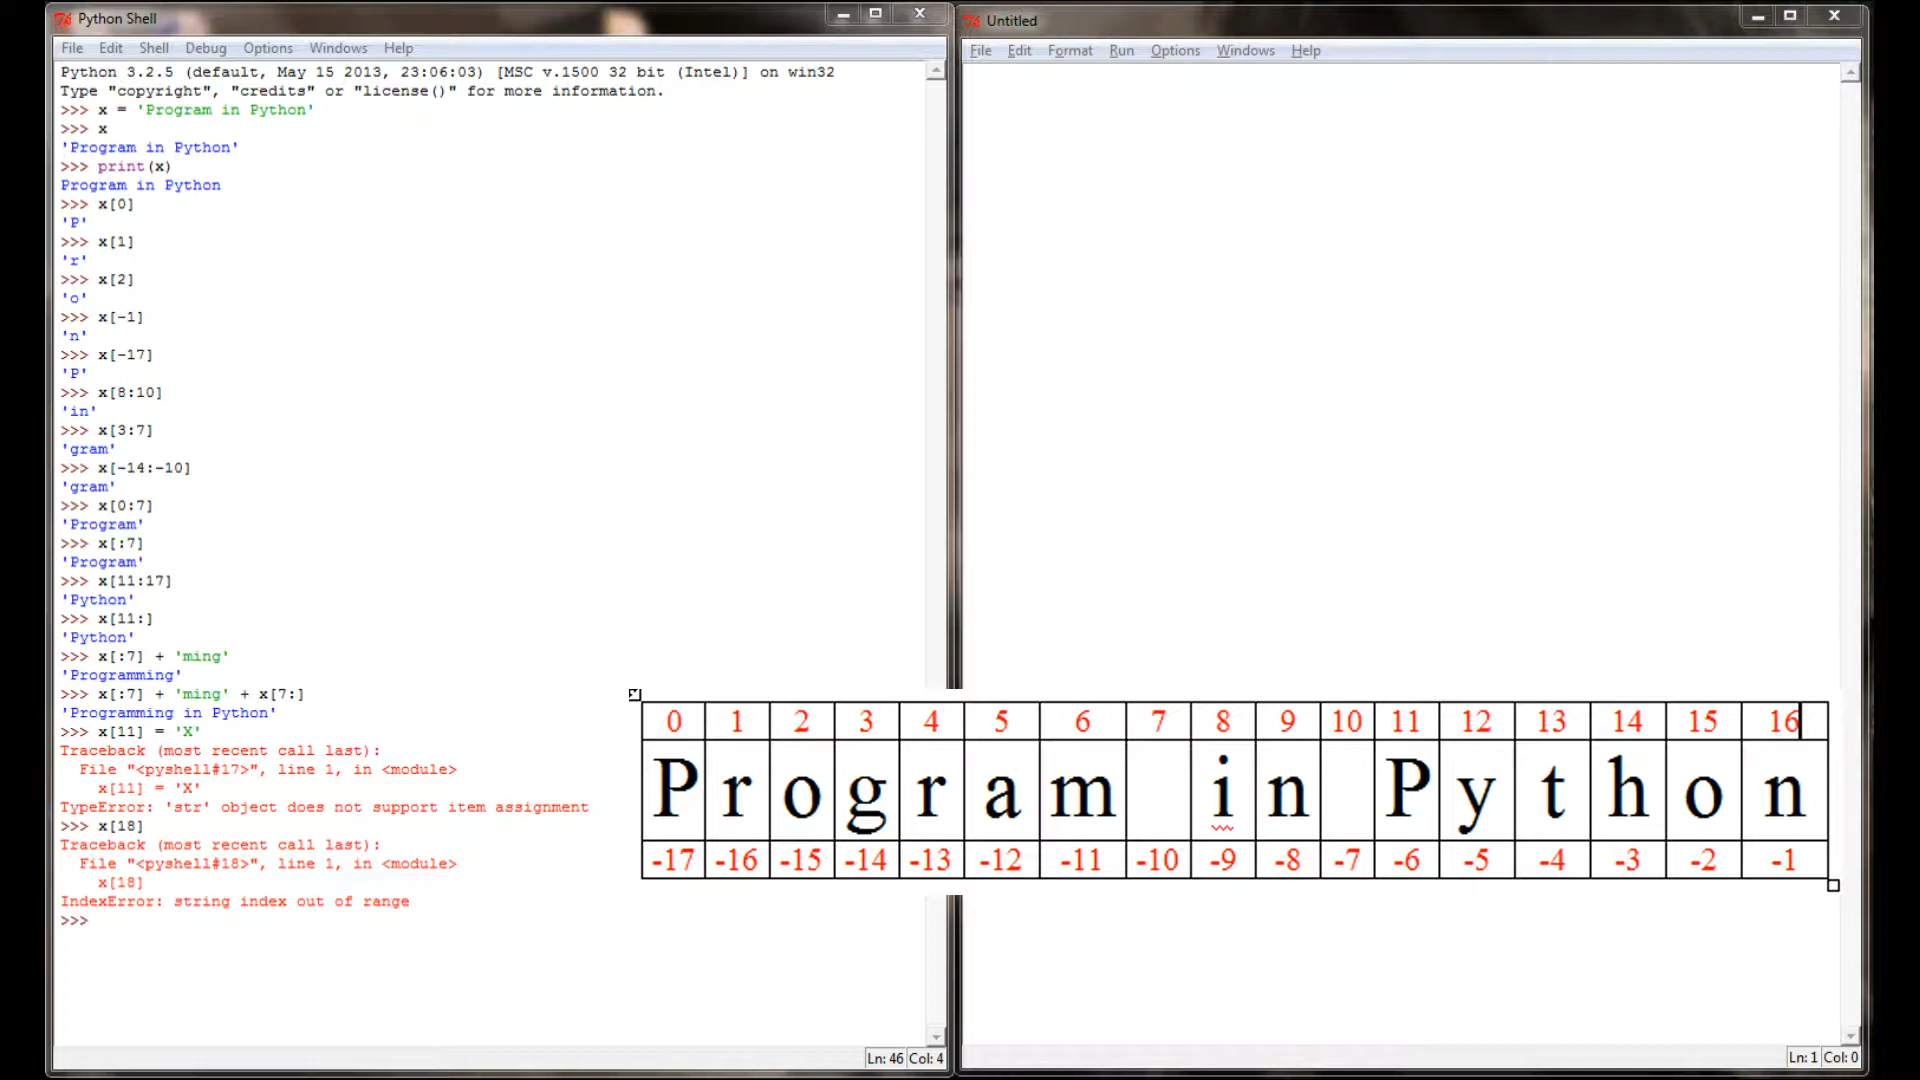 Python Shell
File Edit Shell Debug Options Windows Help
Python 3.2.5 (default, May 15 2013, 23:06:03) [MSC v.1500 32 bit (Intel)] on win32
Type "copyright", "credits" or "license()" for more information.
>>> x = 'Program in Python'
>>> x
'Program in Python'
>>> print(x)
Program in Python
>>> x[0]
'P'
>>> x[1]
'r'
>>> x[2]
'o'
>>> x[-1]
'n'
>>> x[-17]
'P'
>>> x[8:10]
'in'
>>> x[3:7]
'gram'
>>> x[-14:-10]
'gram'
>>> x[0:7]
'Program'
>>> x[:7]
'Program'
>>> x[11:17]
'Python'
>>> x[11:]
'Python'
>>> x[:7] + 'ming'
'Programming'
>>> x[:7] + 'ming' + x[7:]
'Programming in Python'
>>> x[11] = 'X'
Traceback (most recent call last):
  File "<pyshell#17>", line 1, in <module>
    x[11] = 'X'
TypeError: 'str' object does not support item assignment
>>> x[18]
Traceback (most recent call last):
  File "<pyshell#18>", line 1, in <module>
    x[18]
IndexError: string index out of range
>>>
Ln: 46 Col: 4
Untitled
File Edit Format Run Options Windows Help
0 1 2 3 4 5 6 7 8 9 10 11 12 13 14 15 16
P r o g r a m i n P y t h o n
-17 -16 -15 -14 -13 -12 -11 -10 -9 -8 -7 -6 -5 -4 -3 -2 -1
Ln: 1 Col: 0